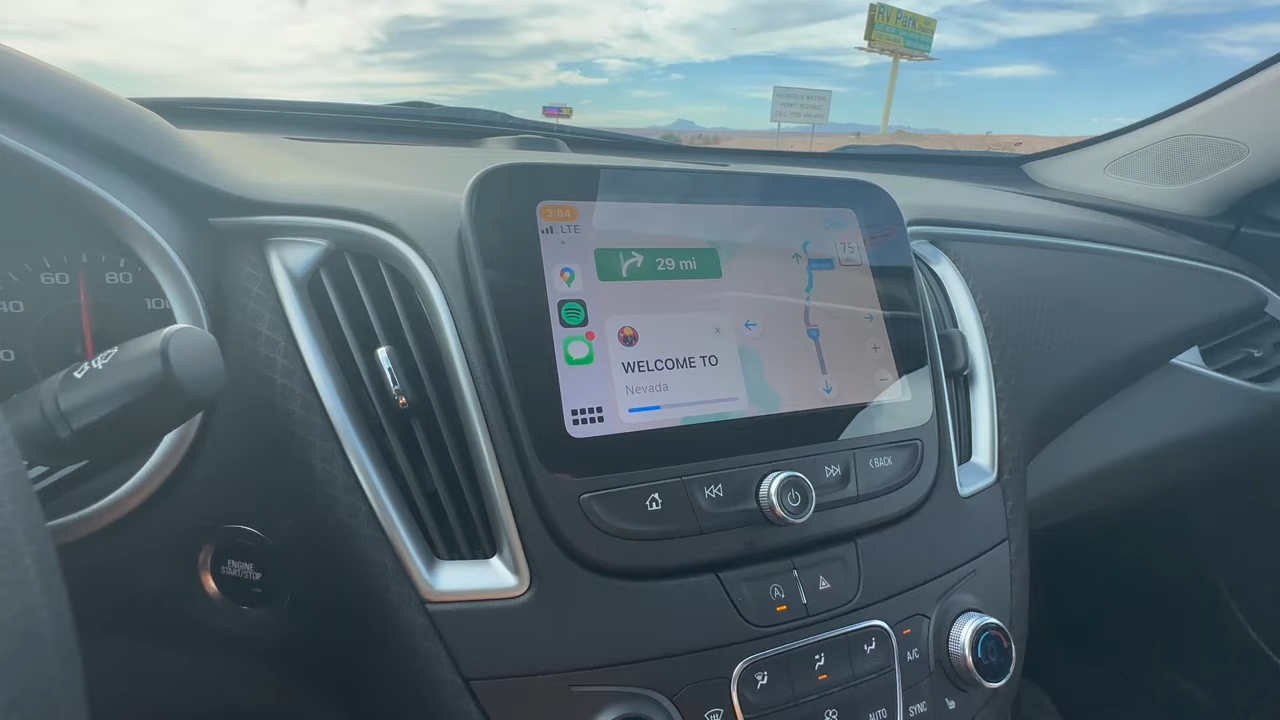 RV Park
3:04
LTE
29 mi
75
WELCOME TO
Nevada
40
60
80
100
BACK
ENGINE
START/STOP
A
A/C
AUTO
SYNC